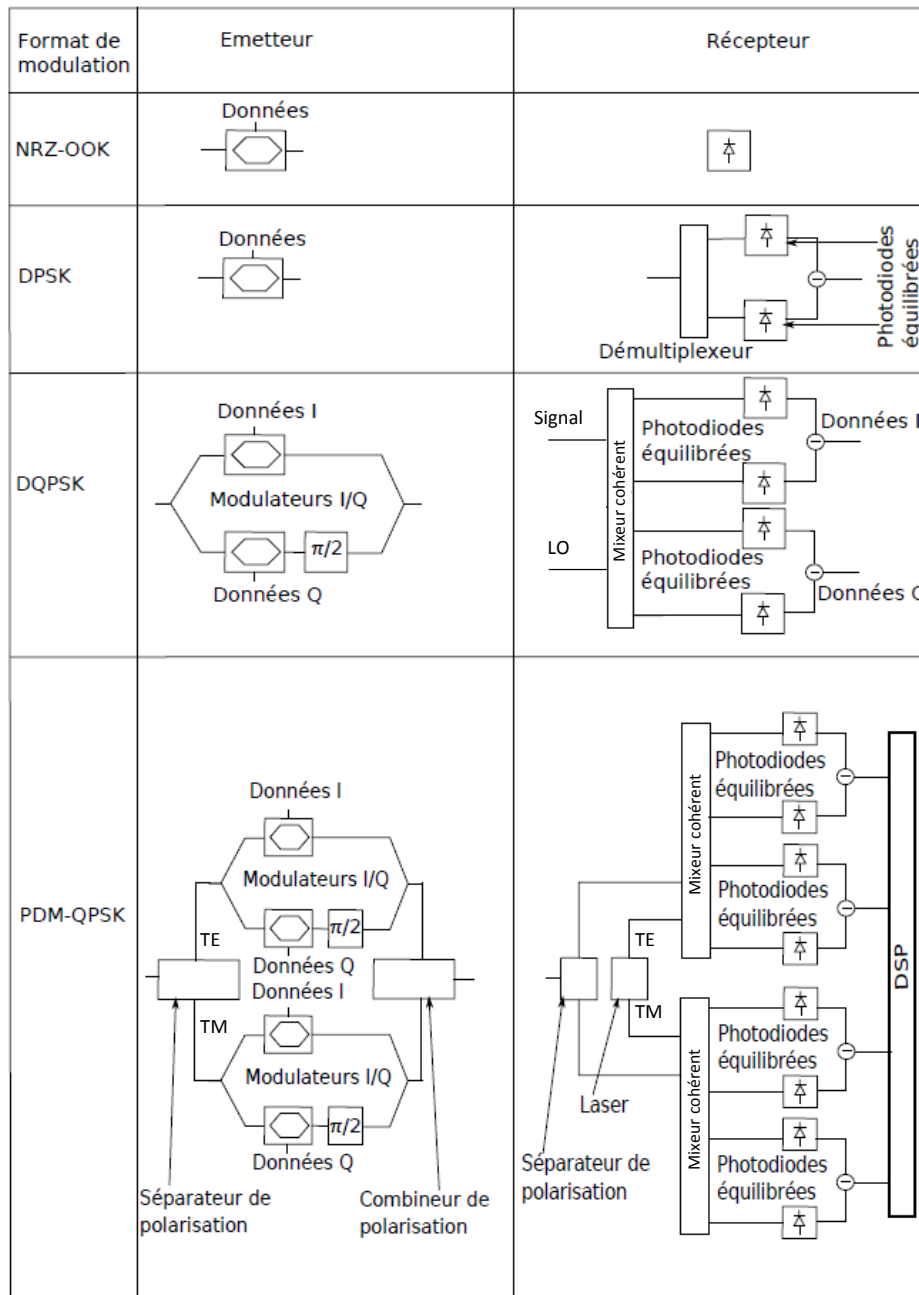 Format de
modulation
Emetteur
Récepteur
NRZ-OOK
Données
DPSK
Données
Démultiplexeur
Photodiodes
équilibrées
DQPSK
Données I
Modulateurs I/Q
π/2
Données Q
Signal
LO
Mixeur cohérent
Photodiodes
équilibrées
Données I
Photodiodes
équilibrées
Données Q
PDM-QPSK
Données I
Modulateurs I/Q
π/2
TE
Données Q
Données I
TM
Modulateurs I/Q
π/2
Données Q
Séparateur de
polarisation
Combineur de
polarisation
Mixeur cohérent
Photodiodes
équilibrées
Photodiodes
équilibrées
TE
TM
Laser
Séparateur de
polarisation
Mixeur cohérent
Photodiodes
équilibrées
Photodiodes
équilibrées
DSP